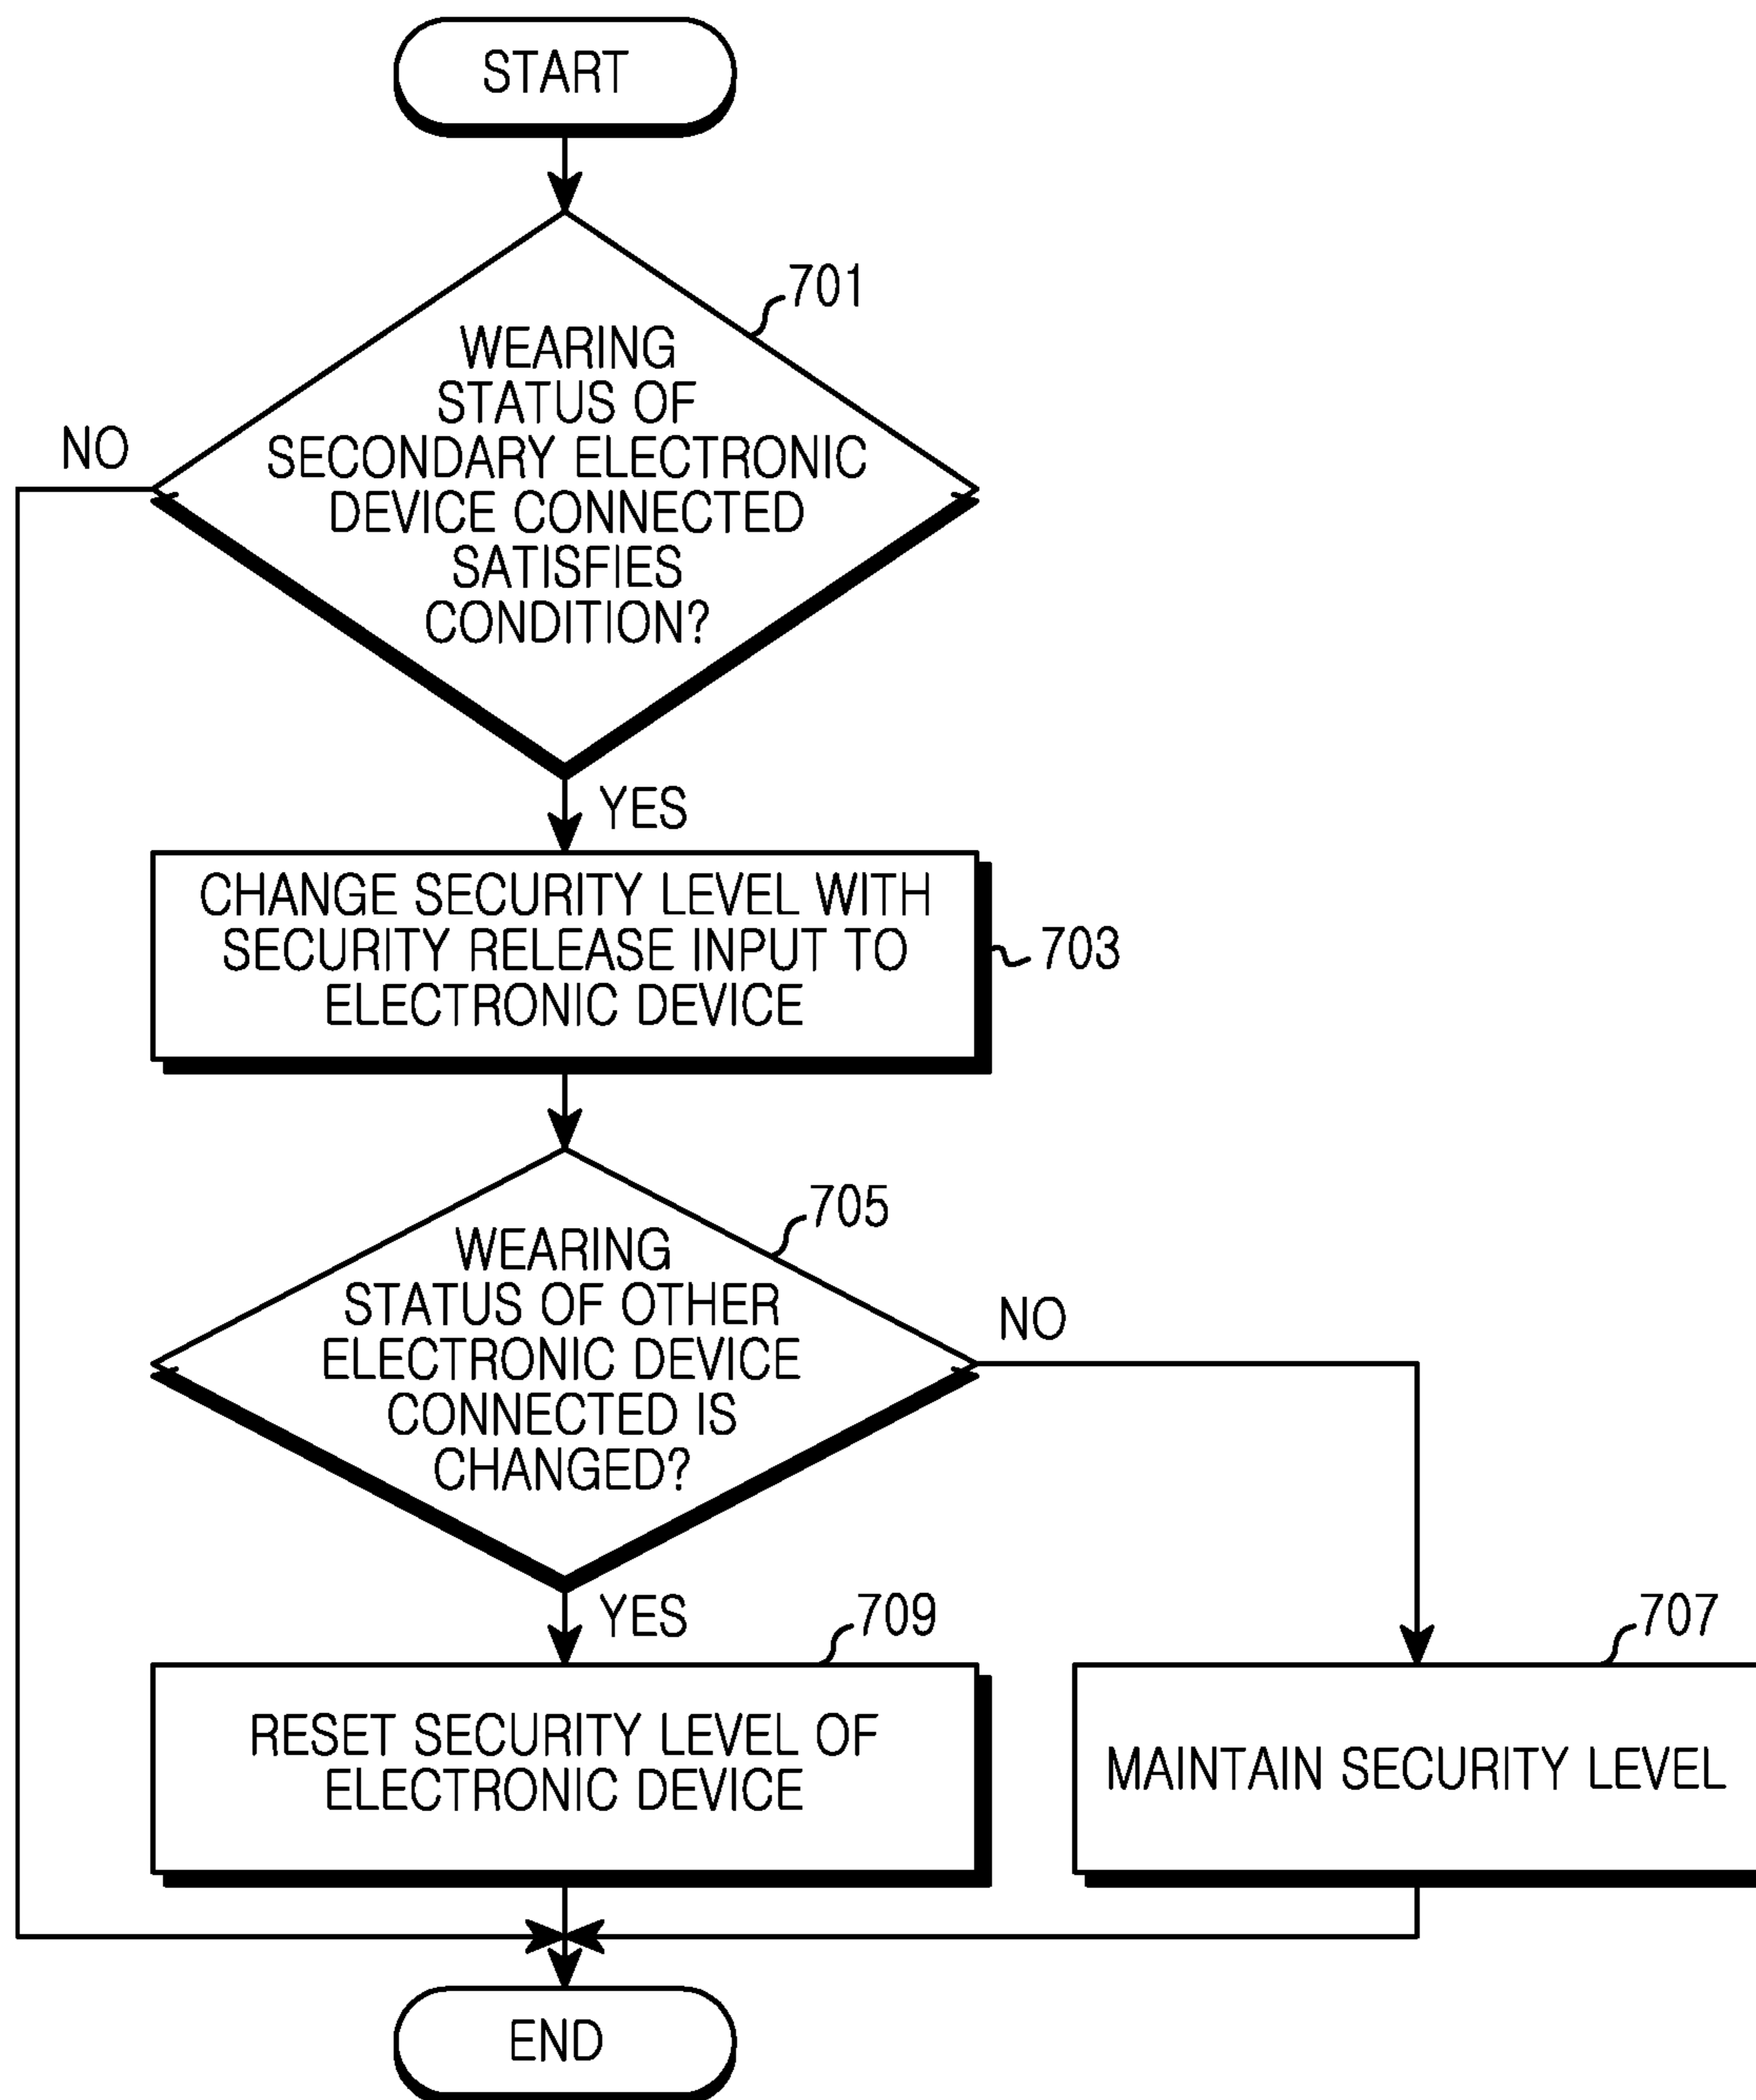 START
701
WEARING
STATUS OF
SECONDARY ELECTRONIC
DEVICE CONNECTED
SATISFIES
CONDITION?
NO
YES
CHANGE SECURITY LEVEL WITH
SECURITY RELEASE INPUT TO
ELECTRONIC DEVICE
703
705
WEARING
STATUS OF OTHER
ELECTRONIC DEVICE
CONNECTED IS
CHANGED?
NO
YES
709
707
RESET SECURITY LEVEL OF
ELECTRONIC DEVICE
MAINTAIN SECURITY LEVEL
END